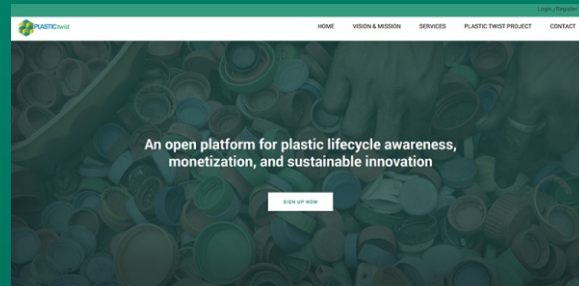 Login / Register
PLASTICtwist
HOME VISION & MISSION SERVICES PLASTIC TWIST PROJECT CONTACT
An open platform for plastic lifecycle awareness,
monetization, and sustainable innovation
SIGN UP NOW